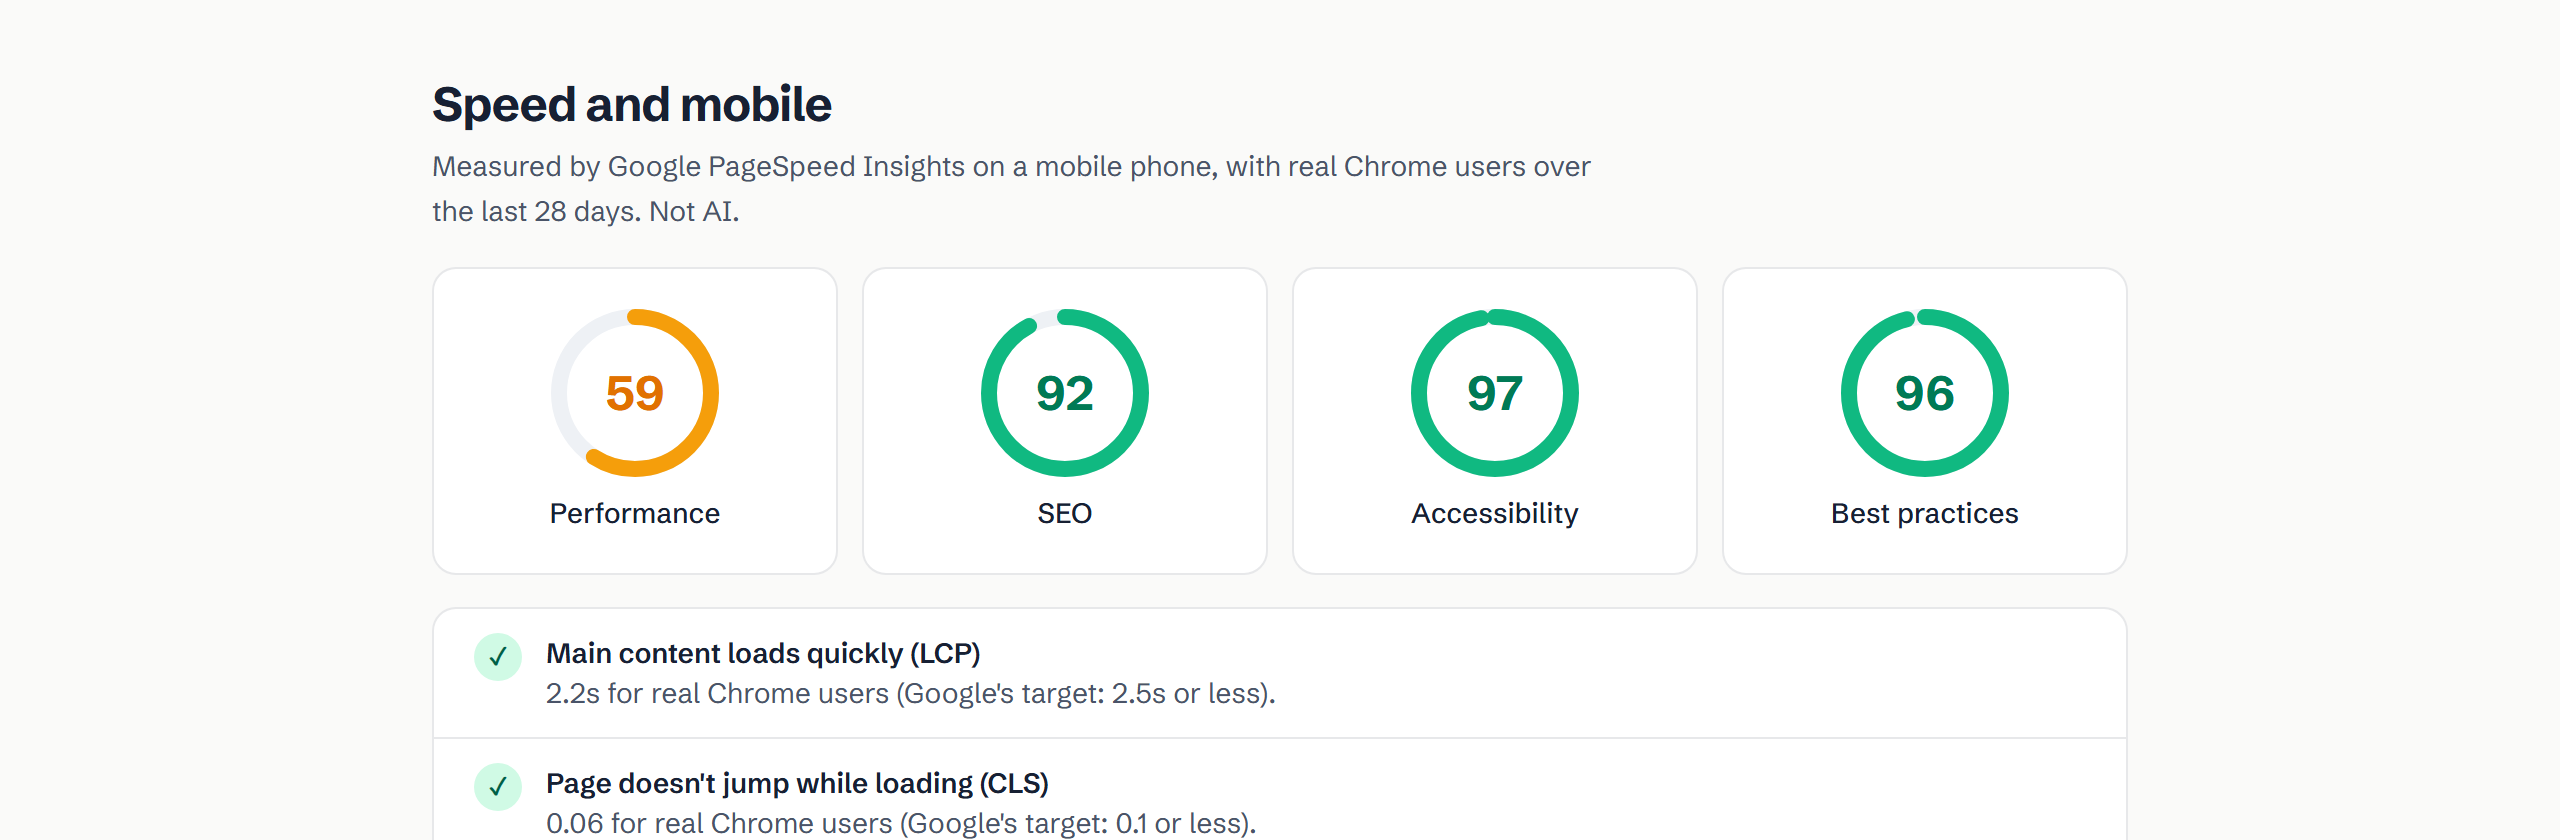 Speed and mobile
Measured by Google PageSpeed Insights on a mobile phone, with real Chrome users over
the last 28 days. Not AI.
59
Performance
92
SEO
97
Accessibility
96
Best practices
✓ Main content loads quickly (LCP)
2.2s for real Chrome users (Google's target: 2.5s or less).
✓ Page doesn't jump while loading (CLS)
0.06 for real Chrome users (Google's target: 0.1 or less).